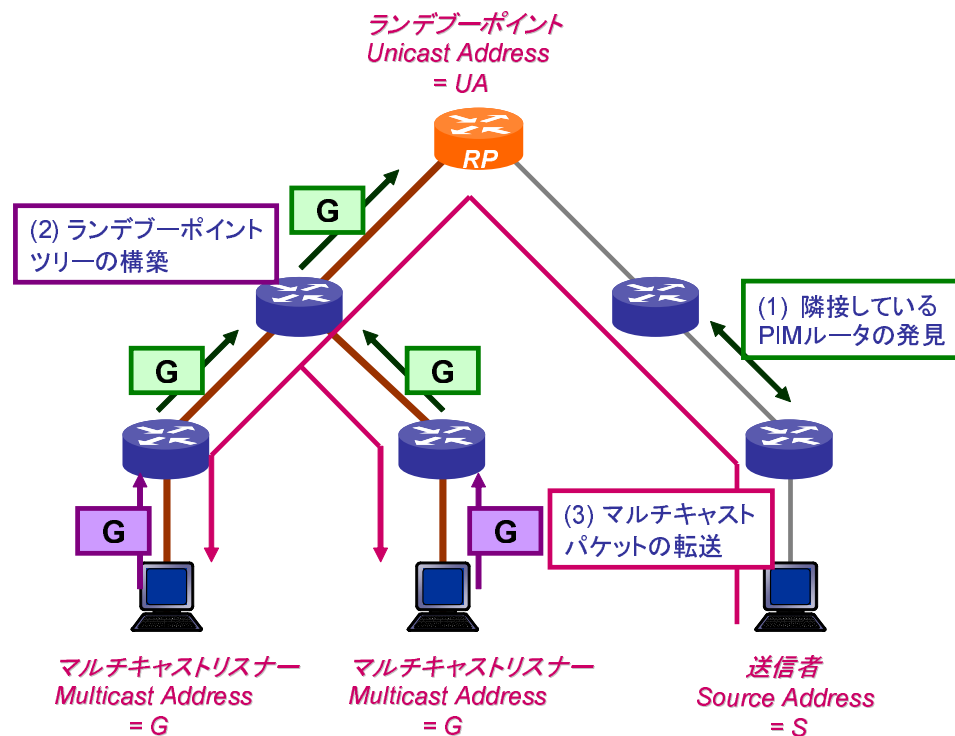 ランデブーポイント
Unicast Address
= UA
RP
G
(2) ランデブーポイント
ツリーの構築
(1) 隣接している
PIMルータの発見
G
G
G
G
(3) マルチキャスト
パケットの転送
マルチキャストリスナー
Multicast Address
= G
マルチキャストリスナー
Multicast Address
= G
送信者
Source Address
= S